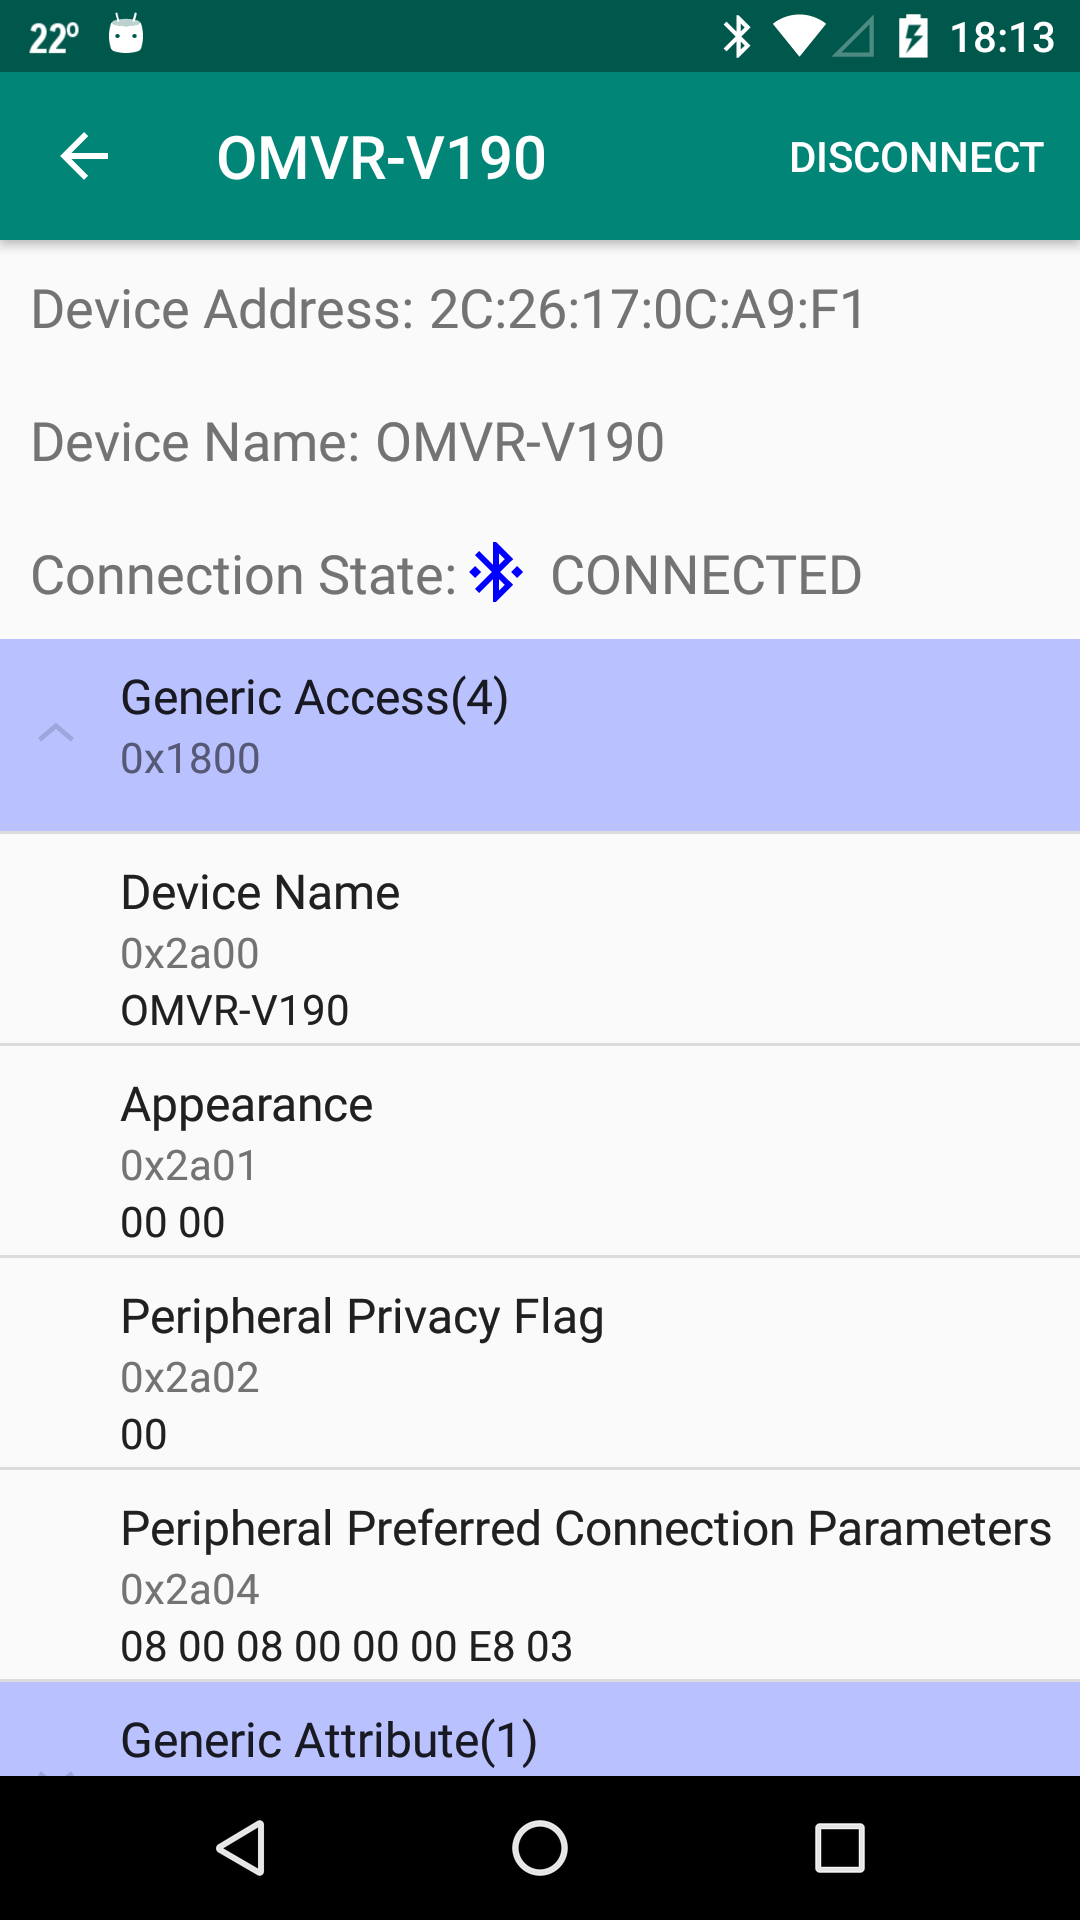 22º 18:13
OMVR-V190 DISCONNECT
Device Address: 2C:26:17:0C:A9:F1
Device Name: OMVR-V190
Connection State: CONNECTED
Generic Access(4)
0x1800
Device Name
0x2a00
OMVR-V190
Appearance
0x2a01
00 00
Peripheral Privacy Flag
0x2a02
00
Peripheral Preferred Connection Parameters
0x2a04
08 00 08 00 00 00 E8 03
Generic Attribute(1)